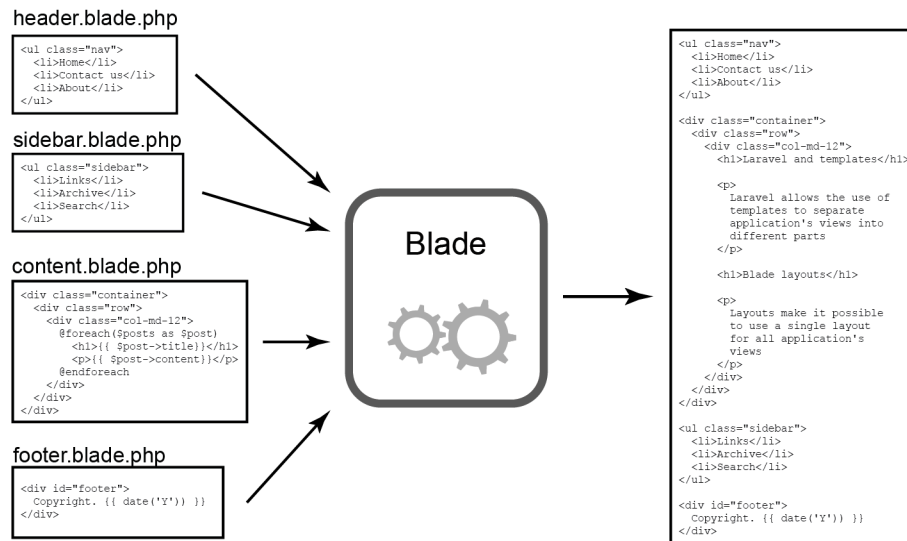 header.blade.php
<ul class="nav">
  <li>Home</li>
  <li>Contact us</li>
  <li>About</li>
</ul>
sidebar.blade.php
<ul class="sidebar">
  <li>Links</li>
  <li>Archive</li>
  <li>Search</li>
</ul>
content.blade.php
<div class="container">
  <div class="row">
    <div class="col-md-12">
      @foreach($posts as $post)
        <h1>{{ $post->title}}</h1>
        <p>{{ $post->content}}</p>
      @endforeach
    </div>
  </div>
</div>
footer.blade.php
<div id="footer">
  Copyright. {{ date('Y')) }}
</div>
Blade
<ul class="nav">
  <li>Home</li>
  <li>Contact us</li>
  <li>About</li>
</ul>
<div class="container">
  <div class="row">
    <div class="col-md-12">
      <h1>Laravel and templates</h1>
      <p>
        Laravel allows the use of
        templates to separate
        application's views into
        different parts
      </p>
      <h1>Blade layouts</h1>
      <p>
        Layouts make it possible
        to use a single layout
        for all application's
        views
      </p>
    </div>
  </div>
</div>
<ul class="sidebar">
  <li>Links</li>
  <li>Archive</li>
  <li>Search</li>
</ul>
<div id="footer">
  Copyright. {{ date('Y')) }}
</div>